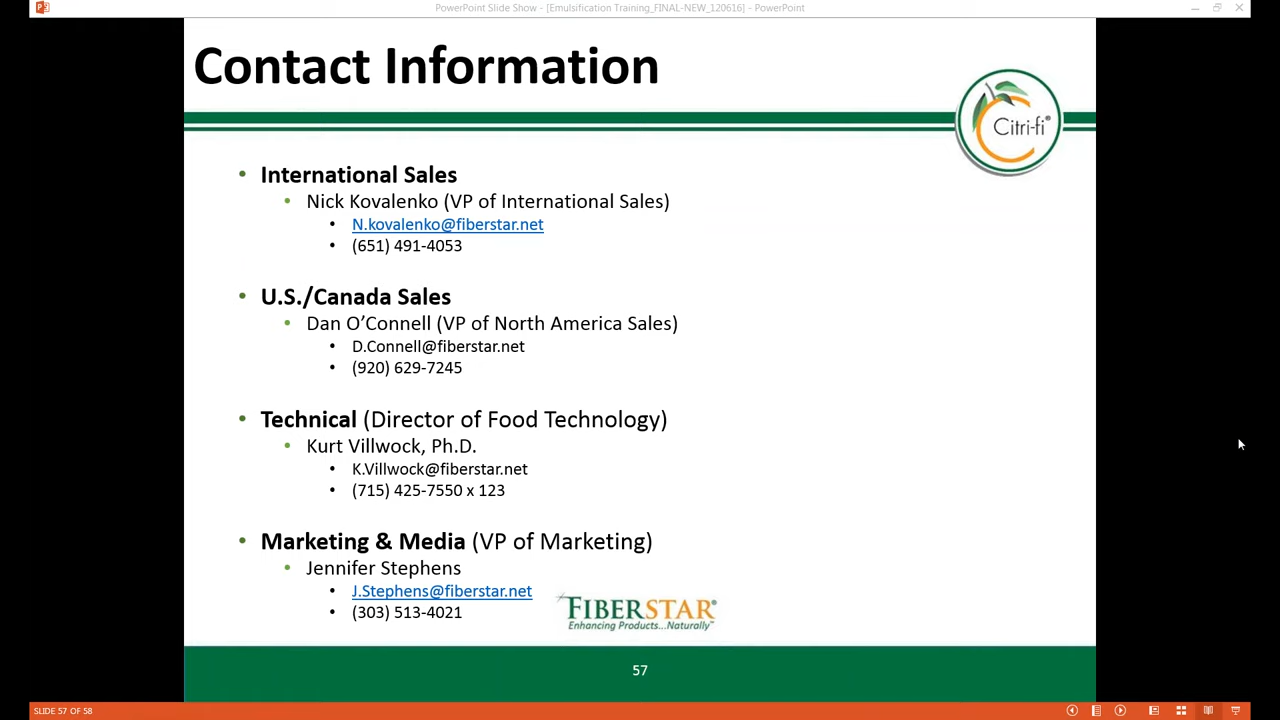 PowerPoint Slide Show - [Emulsification Training_FINAL-NEW_120616] - PowerPoint
Contact Information
Citri-fi®
• International Sales
• Nick Kovalenko (VP of International Sales)
• N.kovalenko@fiberstar.net
• (651) 491-4053
• U.S./Canada Sales
• Dan O’Connell (VP of North America Sales)
• D.Connell@fiberstar.net
• (920) 629-7245
• Technical (Director of Food Technology)
• Kurt Villwock, Ph.D.
• K.Villwock@fiberstar.net
• (715) 425-7550 x 123
• Marketing & Media (VP of Marketing)
• Jennifer Stephens
• J.Stephens@fiberstar.net
• (303) 513-4021
FIBERSTAR®
Enhancing Products...Naturally™
57
SLIDE 57 OF 58